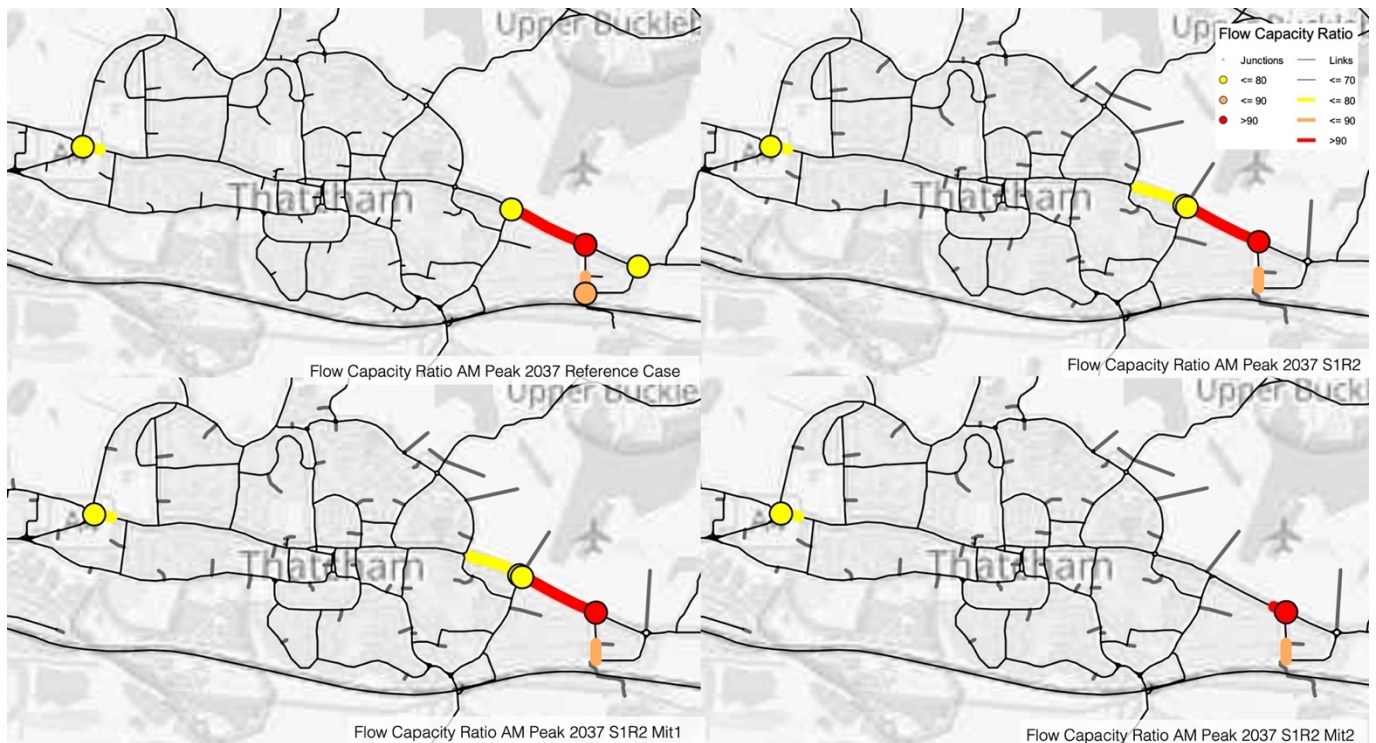 Upper Bucklel
Thatcham
Flow Capacity Ratio AM Peak 2037 Reference Case
Upper Buckle
Flow Capacity Ratio
Junctions Links
<= 80 <= 70
<= 90 <= 80
>90 <= 90
>90
Thatcham
Flow Capacity Ratio AM Peak 2037 S1R2
Upper Buckle
Thatcham
Flow Capacity Ratio AM Peak 2037 S1R2 Mit1
Upper Buckle
Thatcham
Flow Capacity Ratio AM Peak 2037 S1R2 Mit2